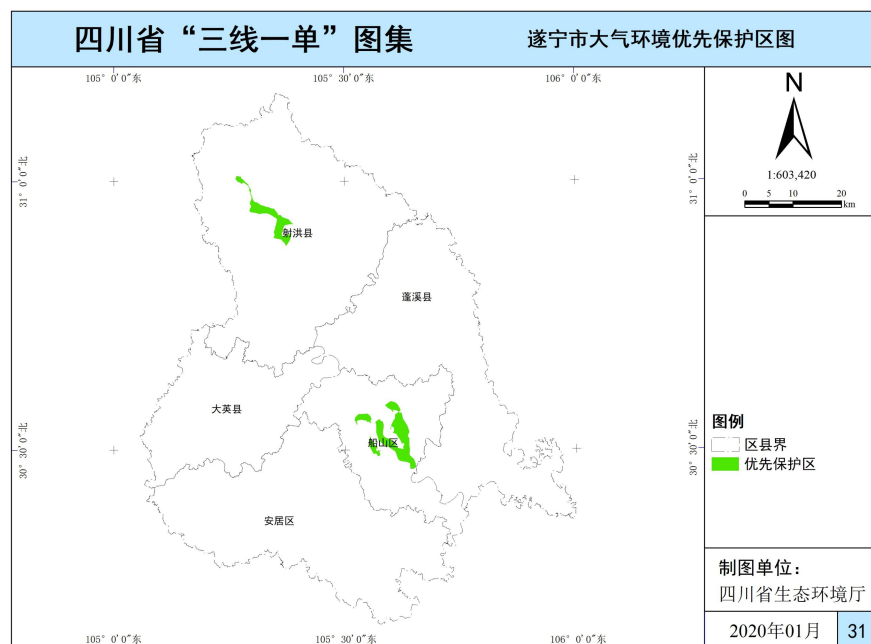 四川省“三线一单”图集
遂宁市大气环境优先保护区图
105° 0′0″东
105° 30′0″东
106° 0′0″东
N
1:603,420
0 5 10 20
km
31° 0′0″北
31° 0′0″北
射洪县
蓬溪县
大英县
船山区
安居区
30° 30′0″北
30° 30′0″北
图例
区县界
优先保护区
制图单位：
四川省生态环境厅
2020年01月
31
105° 0′0″东
105° 30′0″东
106° 0′0″东